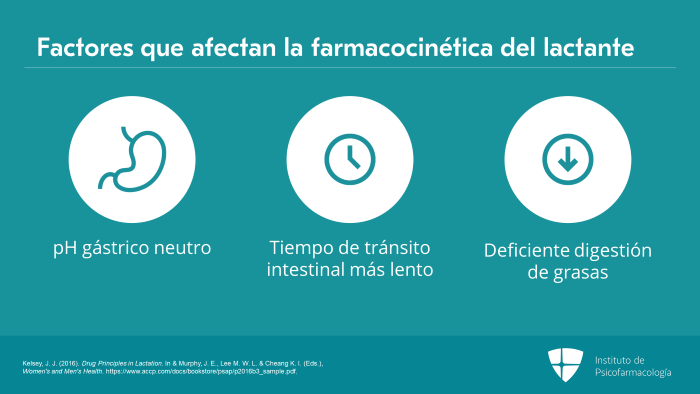 Factores que afectan la farmacocinética del lactante
pH gástrico neutro
Tiempo de tránsito
intestinal más lento
Deficiente digestión
de grasas
Kelsey, J. J. (2016). Drug Principles in Lactation. In & Murphy, J. E., Lee M. W. L. & Cheang K. I. (Eds.),
Women's and Men's Health. https://www.accp.com/docs/bookstore/psap/p2016b3_sample.pdf.
Instituto de
Psicofarmacología